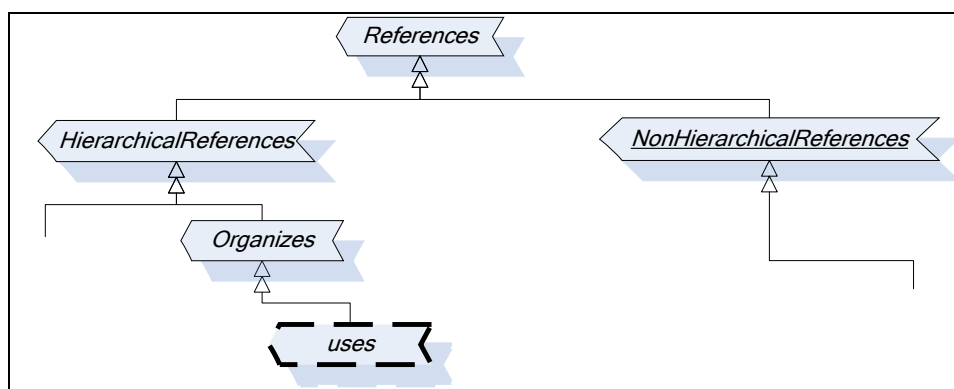 References
HierarchicalReferences
NonHierarchicalReferences
Organizes
uses